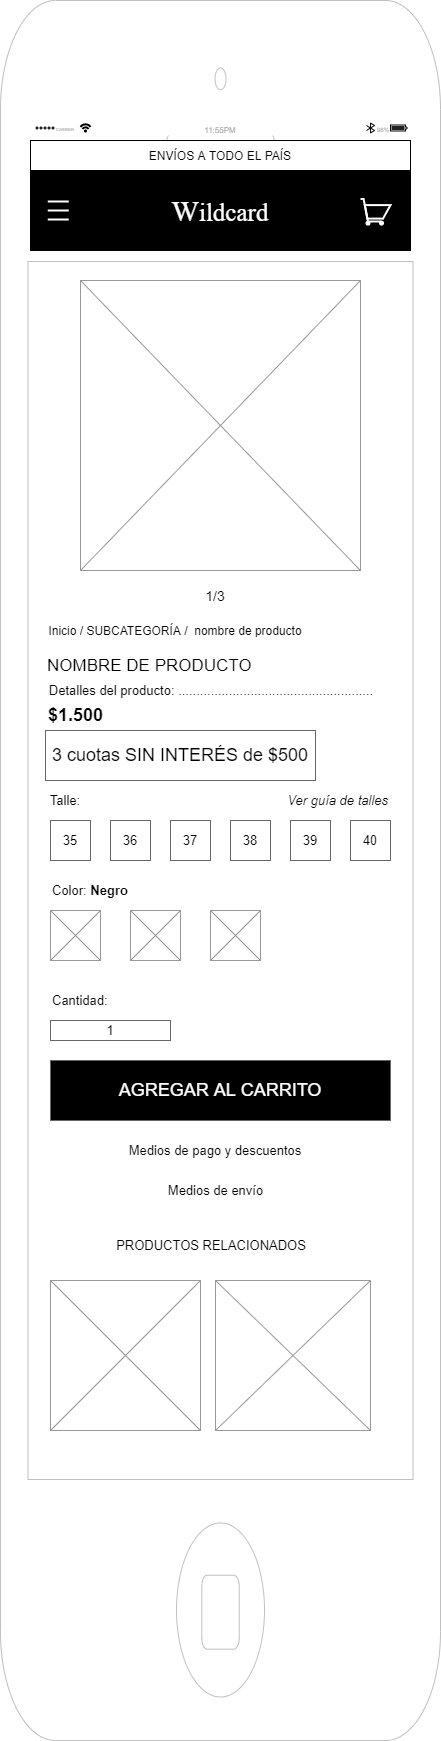 11:55PM
ENVÍOS A TODO EL PAÍS
Wildcard
1/3
Inicio / SUBCATEGORÍA / nombre de producto
NOMBRE DE PRODUCTO
Detalles del producto: ......................................................
$1.500
3 cuotas SIN INTERÉS de $500
Talle: Ver guía de talles
35 36 37 38 39 40
Color: Negro
Cantidad:
1
AGREGAR AL CARRITO
Medios de pago y descuentos
Medios de envío
PRODUCTOS RELACIONADOS